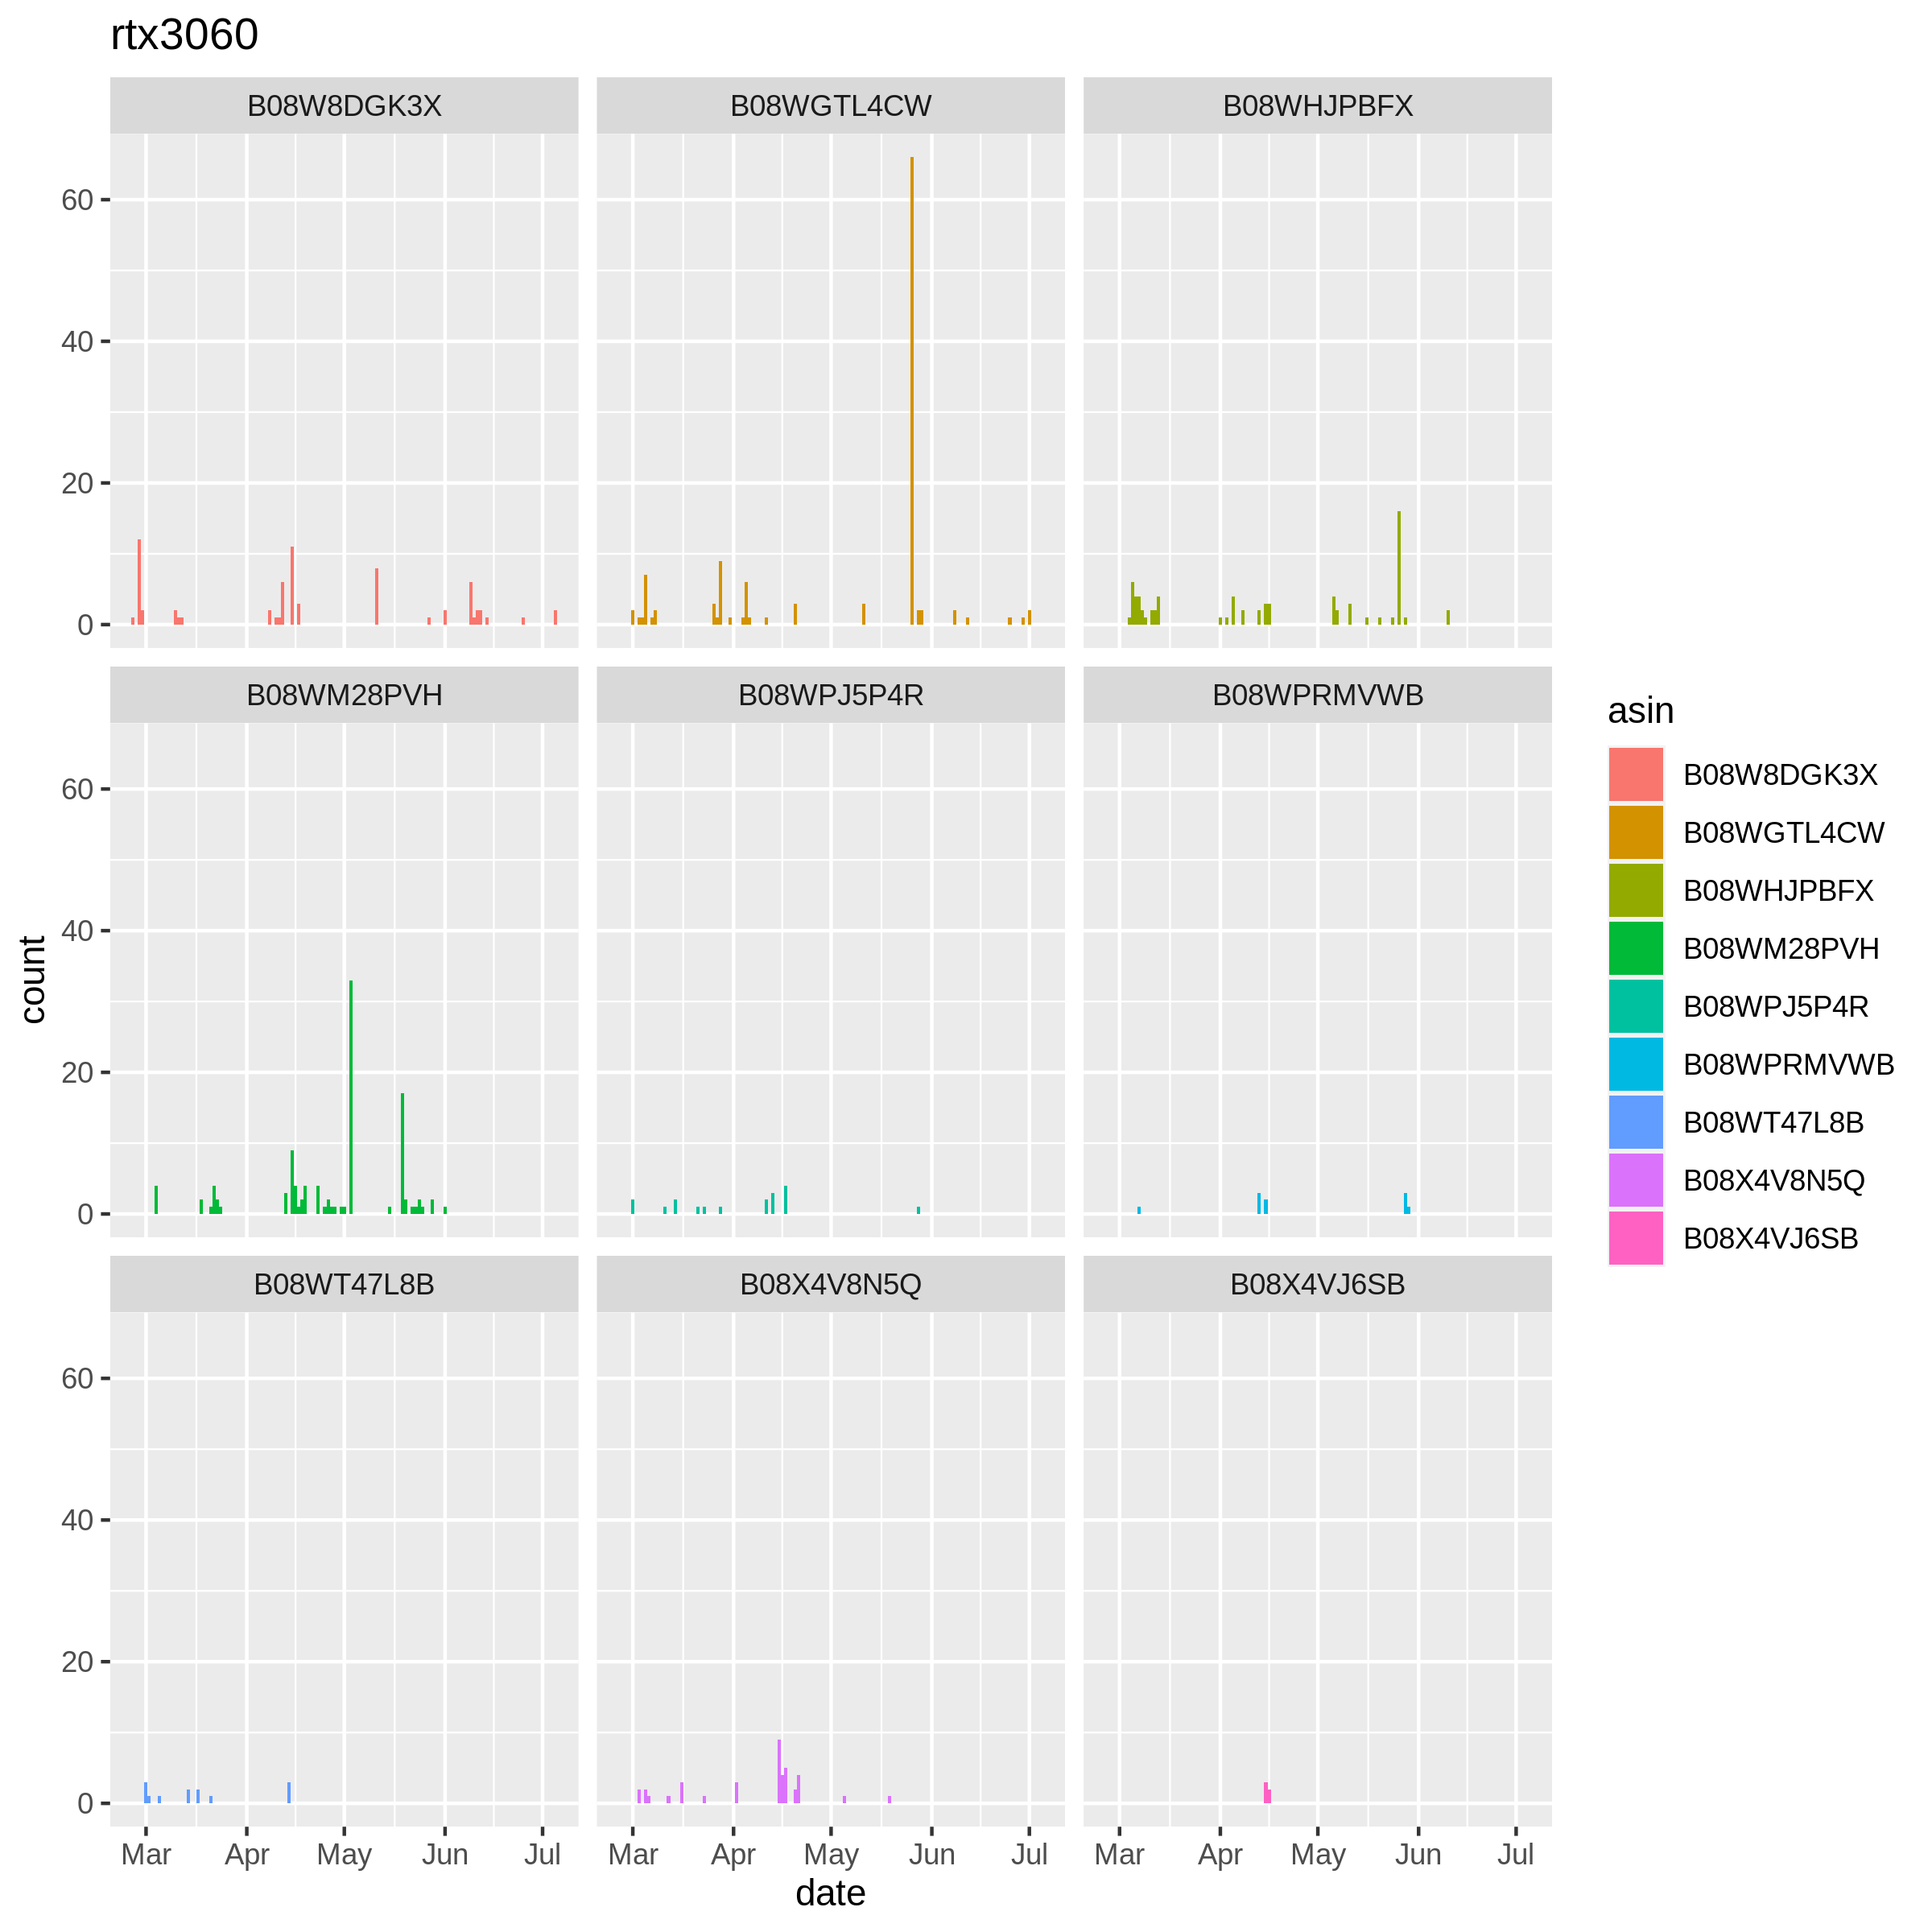 rtx3060
B08W8DGK3X B08WGTL4CW B08WHJPBFX
60
40
20
0
B08WM28PVH B08WPJ5P4R B08WPRMVWB
60
40
20
0
B08WT47L8B B08X4V8N5Q B08X4VJ6SB
60
40
20
0
Mar Apr May Jun Jul Mar Apr May Jun Jul Mar Apr May Jun Jul
date
count
asin
B08W8DGK3X
B08WGTL4CW
B08WHJPBFX
B08WM28PVH
B08WPJ5P4R
B08WPRMVWB
B08WT47L8B
B08X4V8N5Q
B08X4VJ6SB